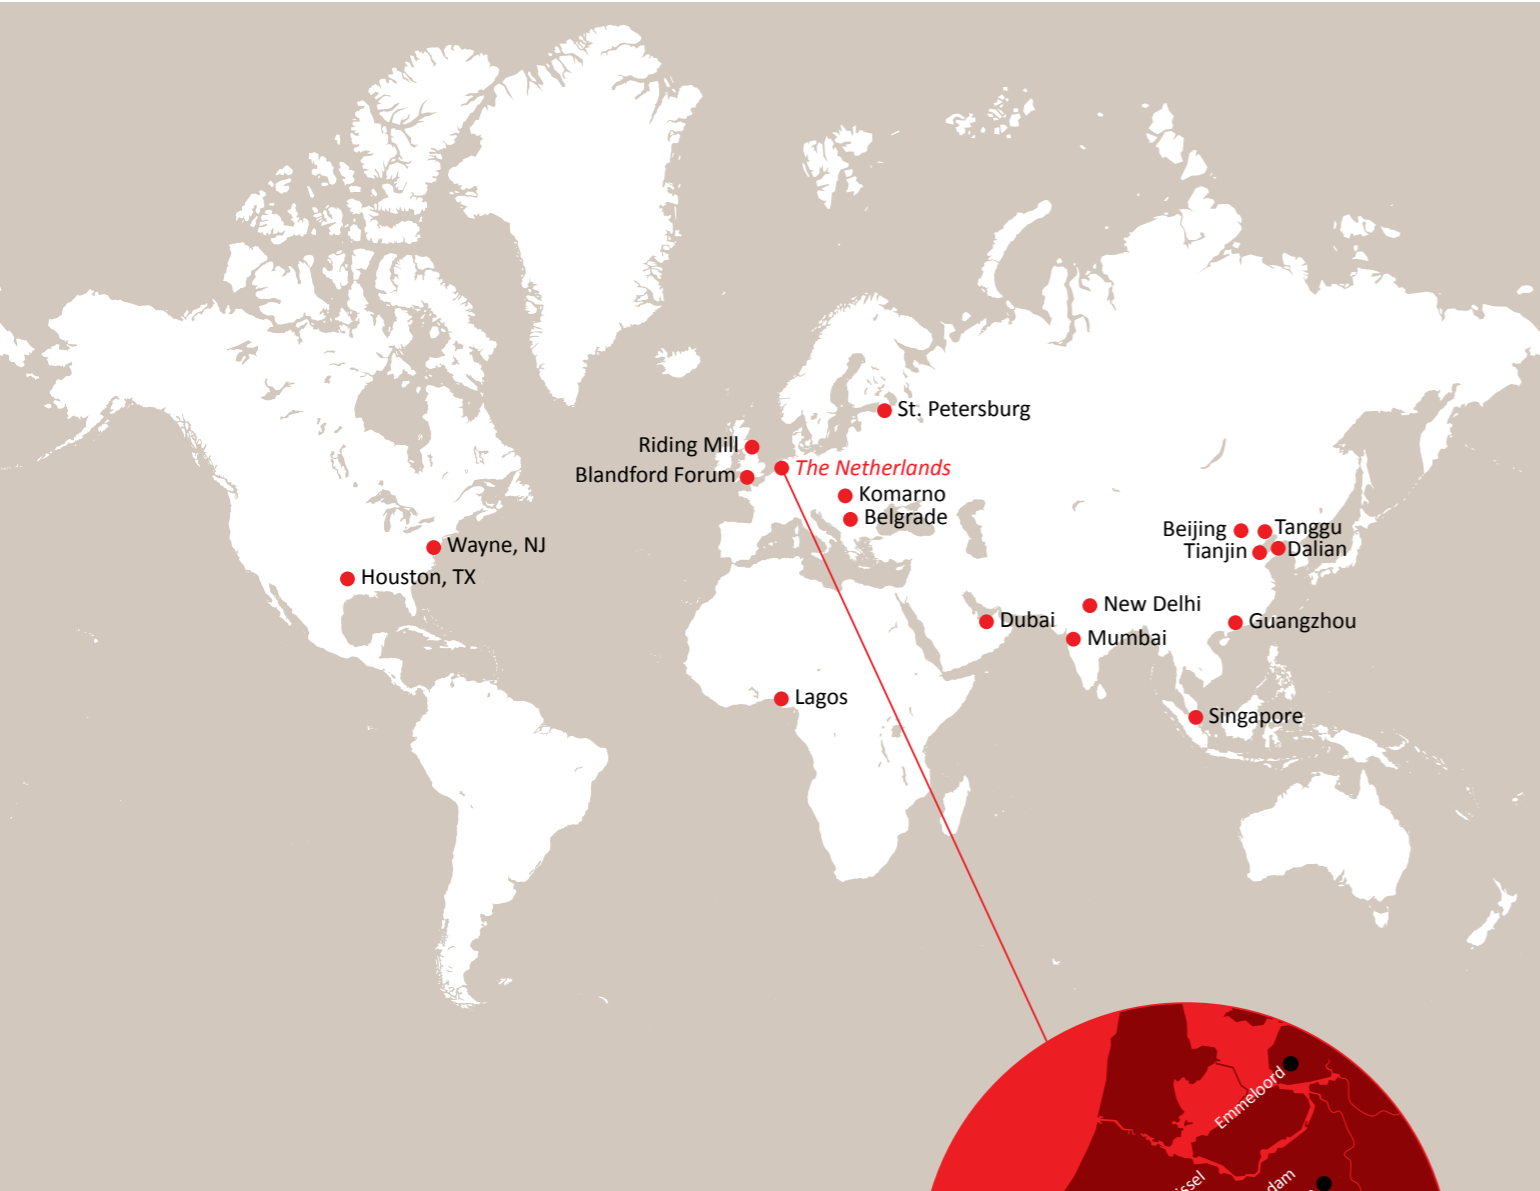 St. Petersburg
Riding Mill
The Netherlands
Blandford Forum
Komarno
Belgrade
Beijing
Tanggu
Tianjin
Dalian
Wayne, NJ
Houston, TX
New Delhi
Dubai
Guangzhou
Mumbai
Lagos
Singapore
Emmeloord